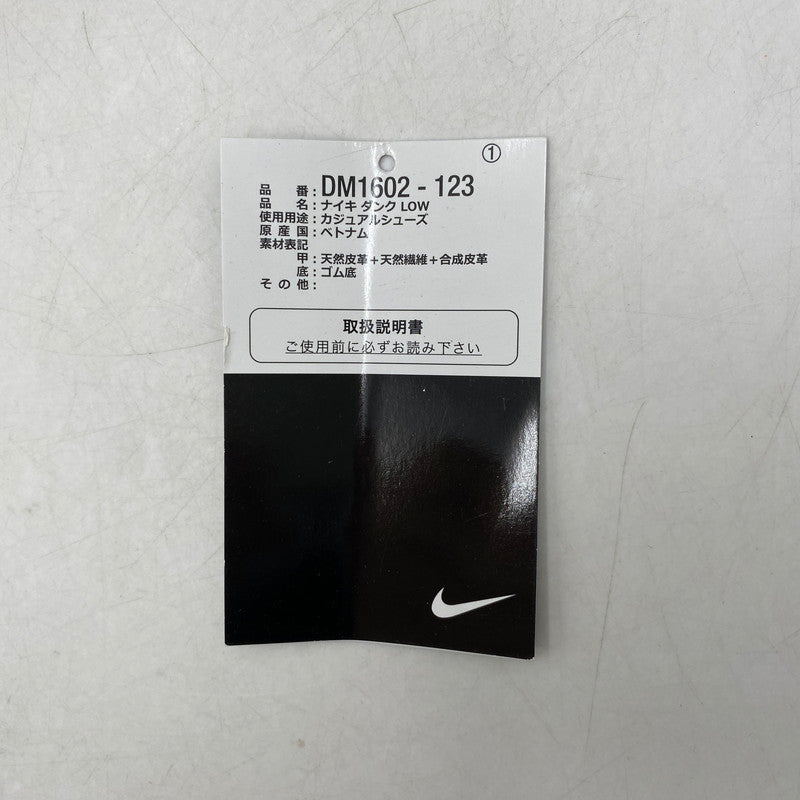 ①
品番：DM1602 - 123
品名：ナイキ ダンク LOW
使用用途：カジュアルシューズ
原産国：ベトナム
素材表記
甲：天然皮革＋天然繊維＋合成皮革
底：ゴム底
その他：
取扱説明書
ご使用前に必ずお読み下さい